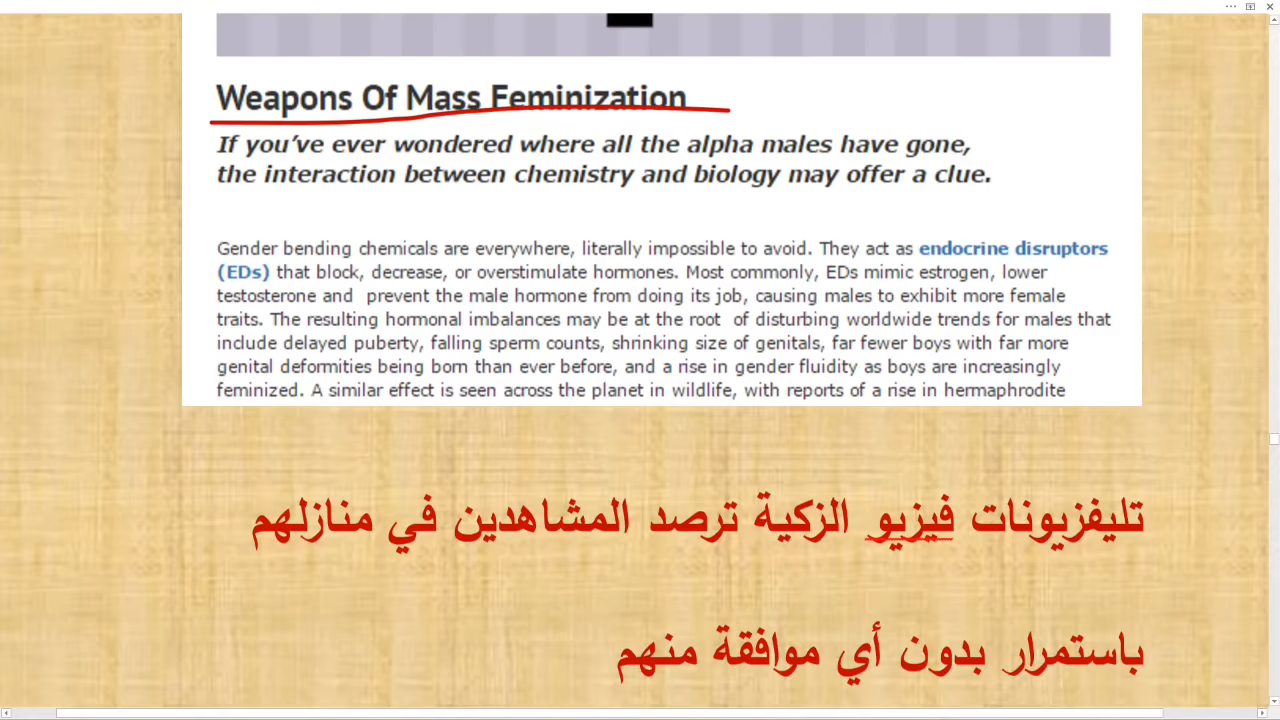 Weapons Of Mass Feminization
If you've ever wondered where all the alpha males have gone,
the interaction between chemistry and biology may offer a clue.
Gender bending chemicals are everywhere, literally impossible to avoid. They act as endocrine disruptors
(EDs) that block, decrease, or overstimulate hormones. Most commonly, EDs mimic estrogen, lower
testosterone and prevent the male hormone from doing its job, causing males to exhibit more female
traits. The resulting hormonal imbalances may be at the root of disturbing worldwide trends for males that
include delayed puberty, falling sperm counts, shrinking size of genitals, far fewer boys with far more
genital deformities being born than ever before, and a rise in gender fluidity as boys are increasingly
feminized. A similar effect is seen across the planet in wildlife, with reports of a rise in hermaphrodite
تليفزيونات فيزيو الزكية ترصد المشاهدين في منازلهم
باستمرار بدون أي موافقة منهم